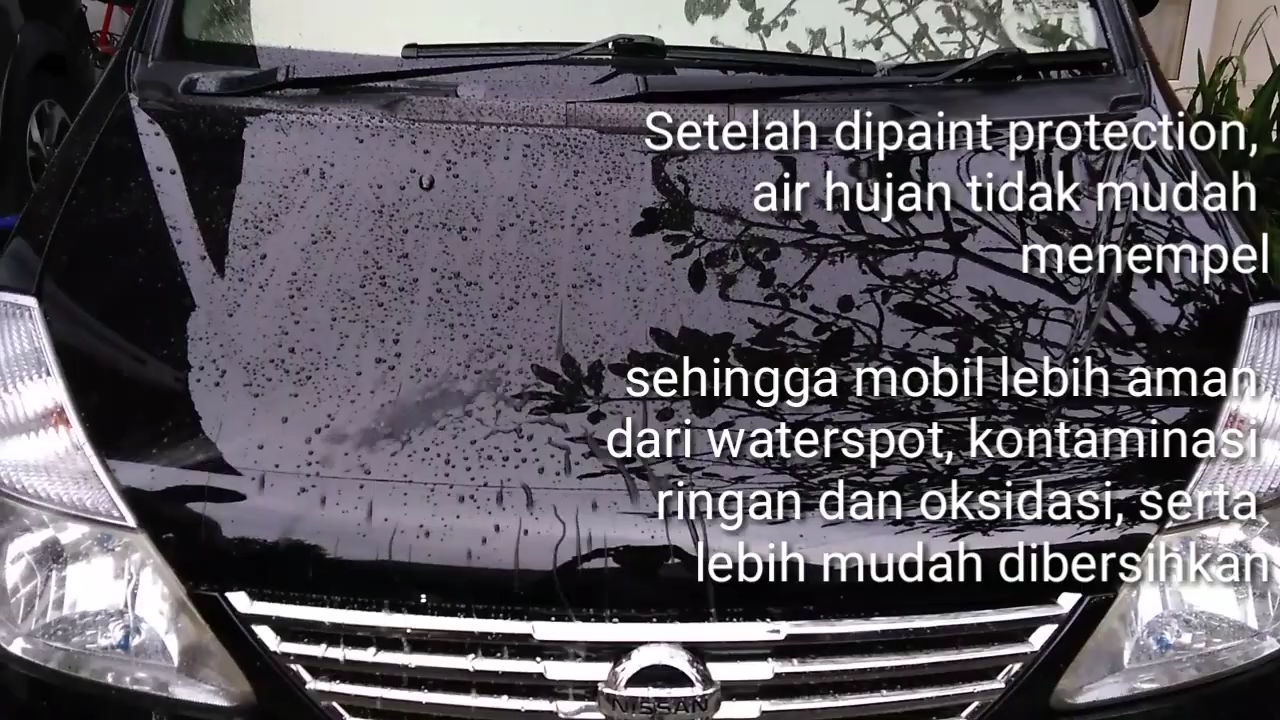 Setelah dipaint protection,
air hujan tidak mudah
menempel
sehingga mobil lebih aman
dari waterspot, kontaminasi
ringan dan oksidasi, serta
lebih mudah dibersihkan
NISSAN